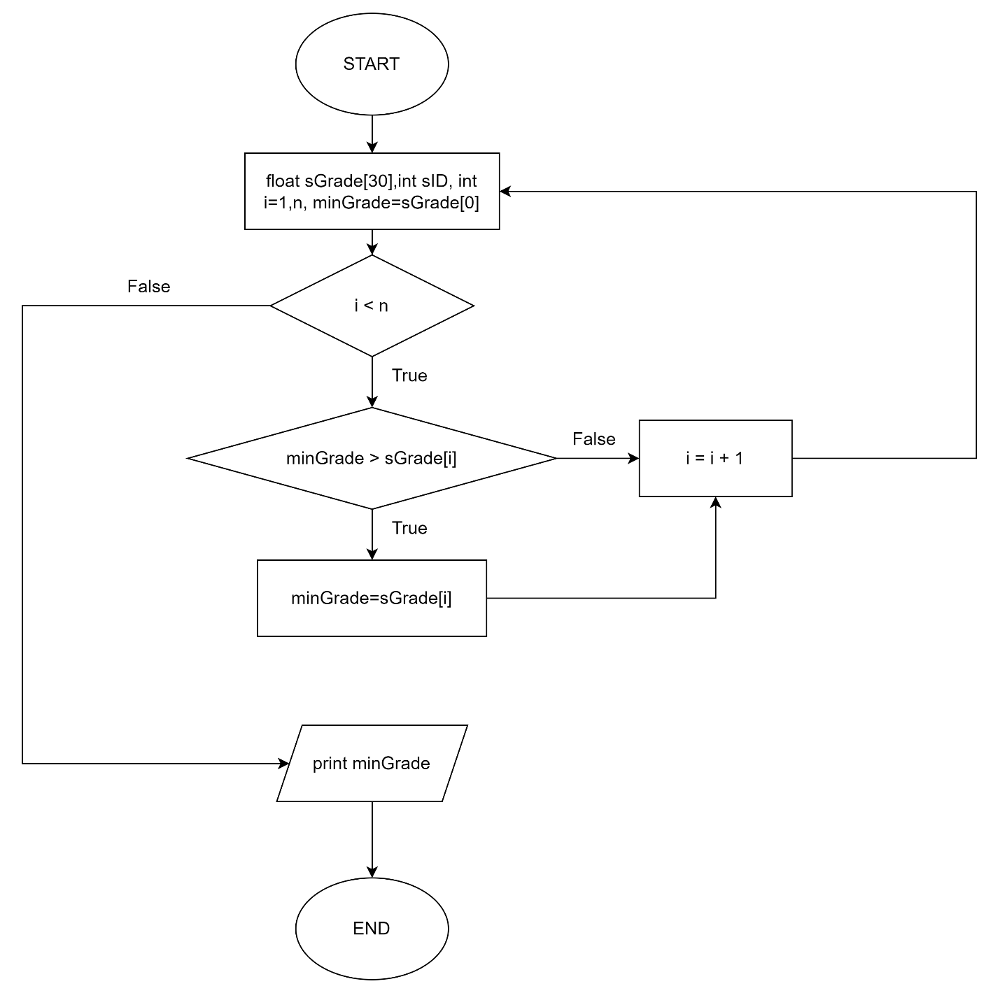 START
float sGrade[30],int sID, int
i=1,n, minGrade=sGrade[0]
False
i < n
True
minGrade > sGrade[i]
False
i = i + 1
True
minGrade=sGrade[i]
print minGrade
END